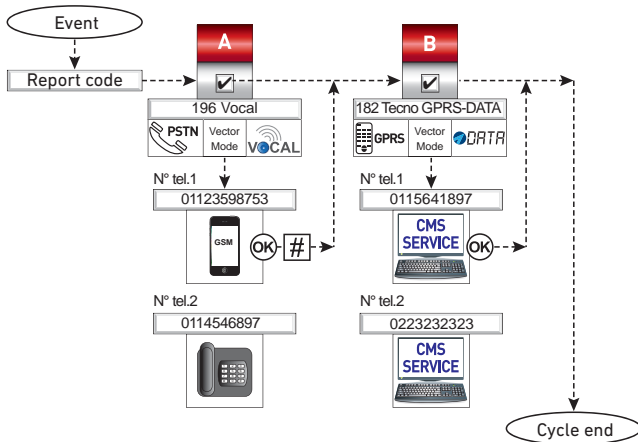 Event
Report code
A
B
196 Vocal
PSTN
Vector
Mode
VOCAL
182 Tecno GPRS-DATA
GPRS
Vector
Mode
DATA
N° tel.1
01123598753
GSM
OK
#
N° tel.1
0115641897
CMS
SERVICE
OK
N° tel.2
0114546897
N° tel.2
0223232323
CMS
SERVICE
Cycle end